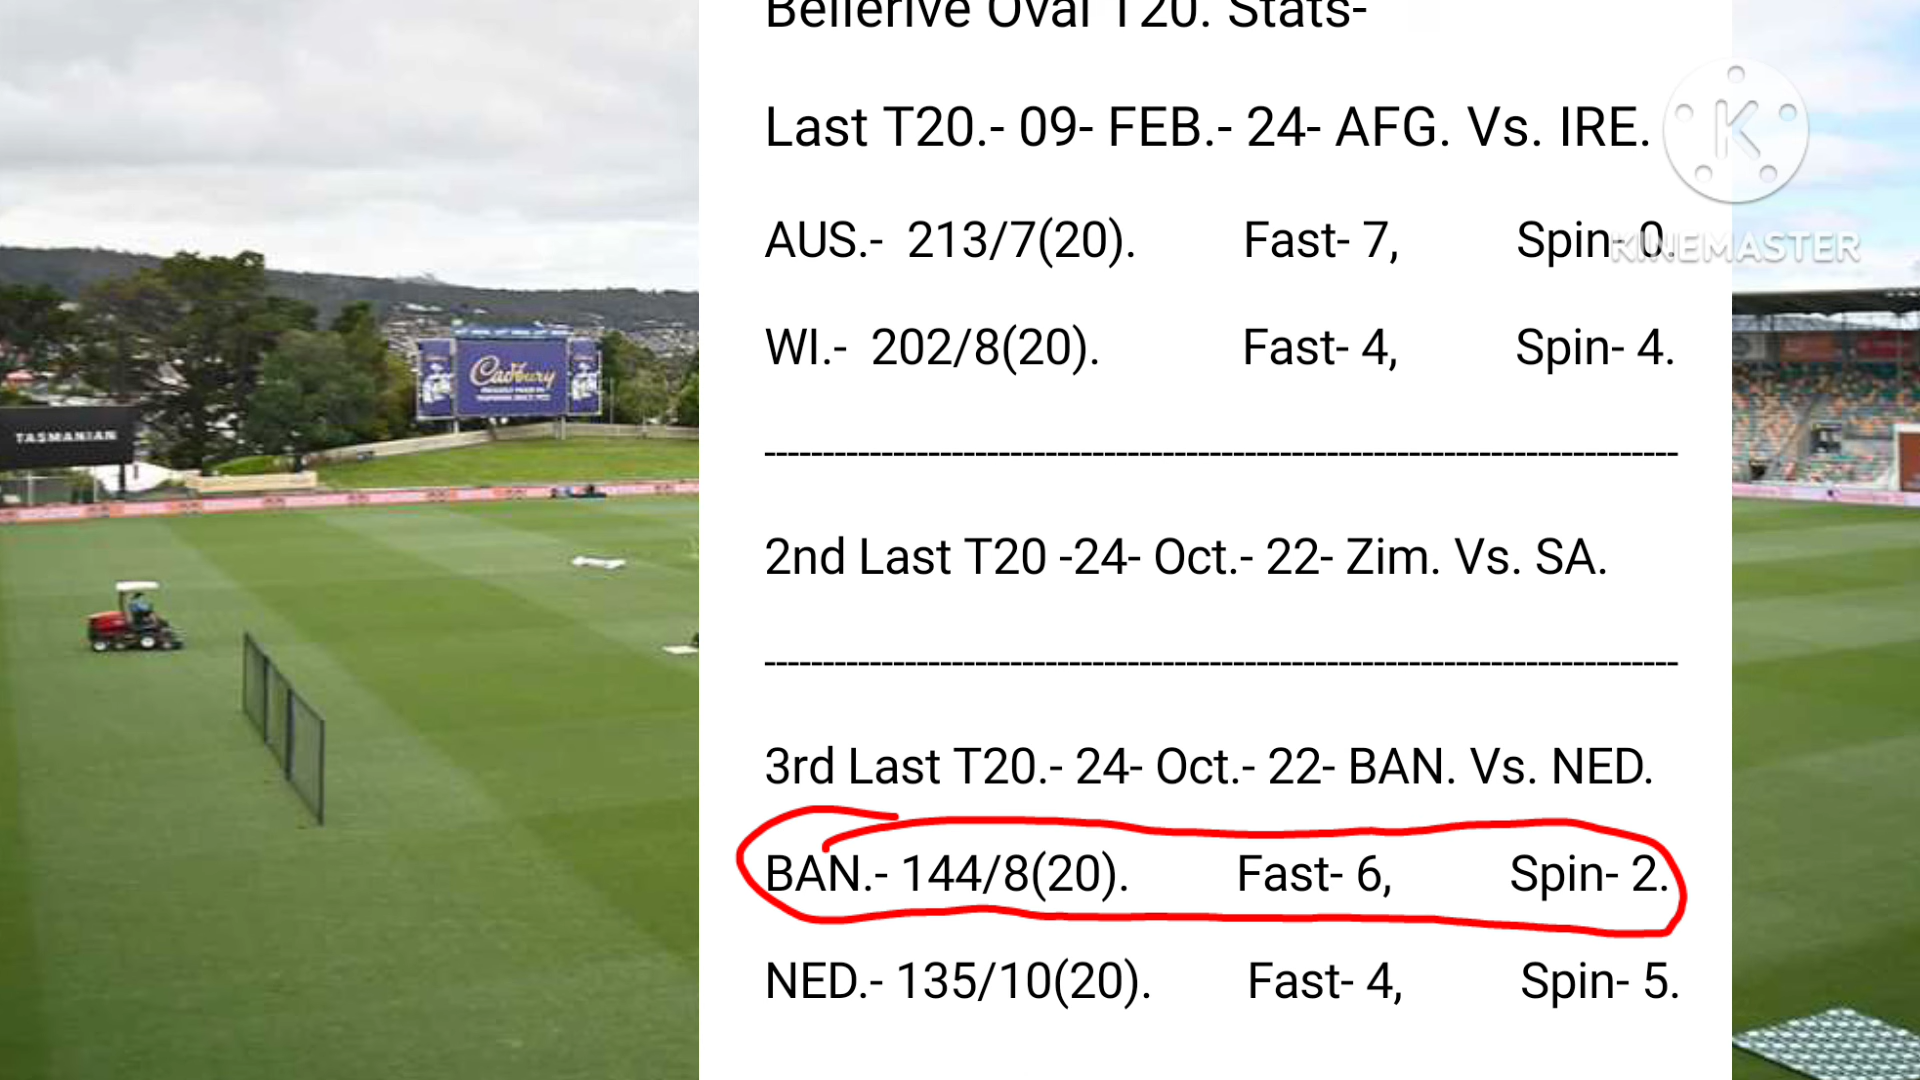 Bellerive Oval T20. Stats-
Last T20.- 09- FEB.- 24- AFG. Vs. IRE.
AUS.- 213/7(20). Fast- 7, Spin- 0.
WI.- 202/8(20). Fast- 4, Spin- 4.
--------------------------------------------------------------------------------
2nd Last T20 -24- Oct.- 22- Zim. Vs. SA.
--------------------------------------------------------------------------------
3rd Last T20.- 24- Oct.- 22- BAN. Vs. NED.
BAN.- 144/8(20). Fast- 6, Spin- 2.
NED.- 135/10(20). Fast- 4, Spin- 5.
K
KINEMASTER
Cadbury
TASMANIAN